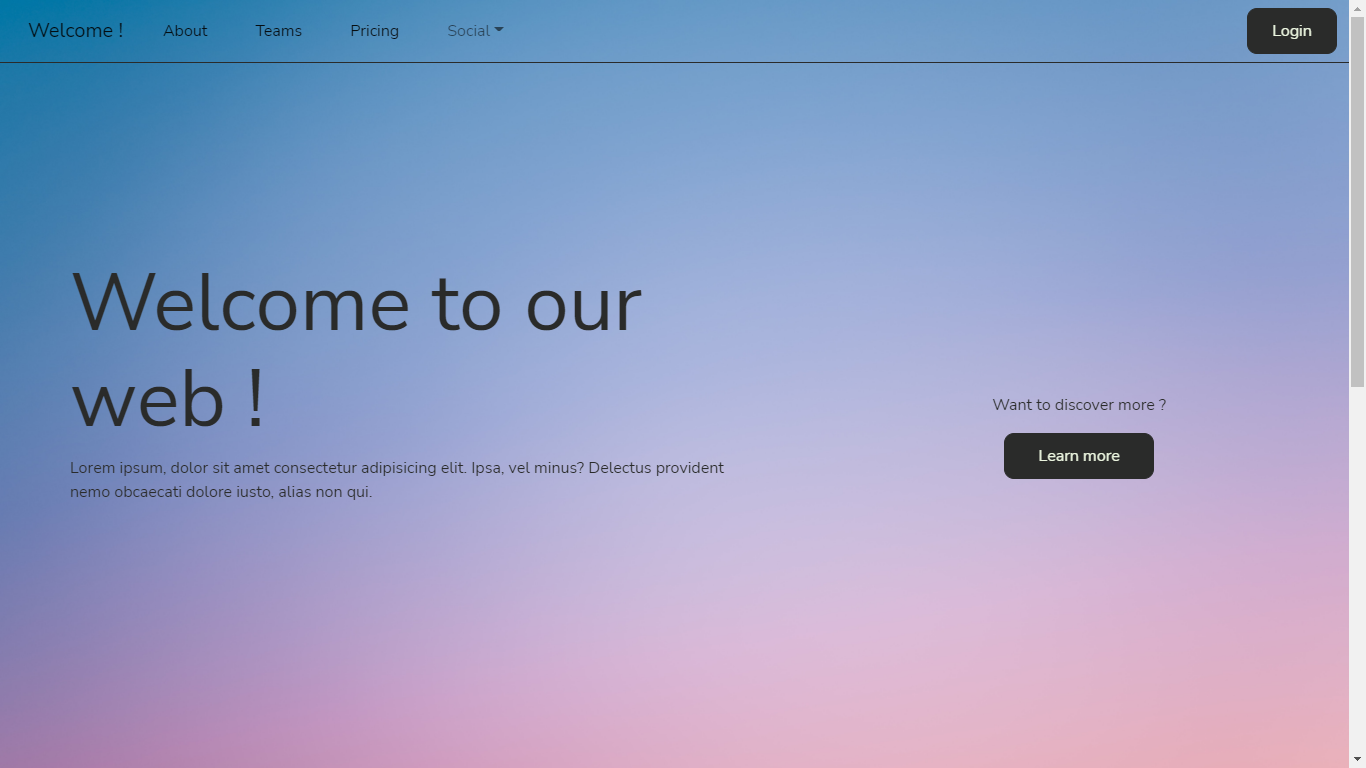 Welcome ! About Teams Pricing Social Login
Welcome to our
web !
Lorem ipsum, dolor sit amet consectetur adipisicing elit. Ipsa, vel minus? Delectus provident
nemo obcaecati dolore iusto, alias non qui.
Want to discover more ?
Learn more